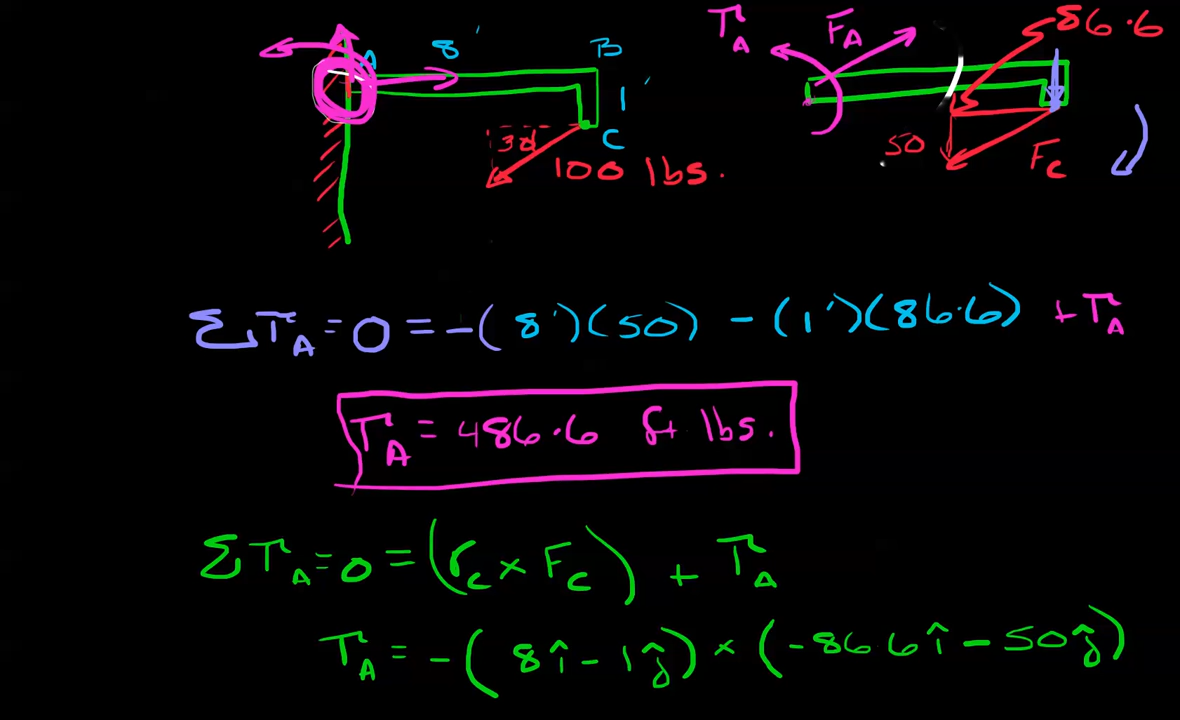 A 8' B
1'
C
30
100 lbs.
T_A F_A 86.6
50 F_C
ΣT_A = 0 = -(8')(50) - (1')(86.6) + T_A
T_A = 486.6 ft lbs.
ΣT_A = 0 = (r_C × F_C) + T_A
T_A = -(8î - 1ĵ) × (-86.6î - 50ĵ)